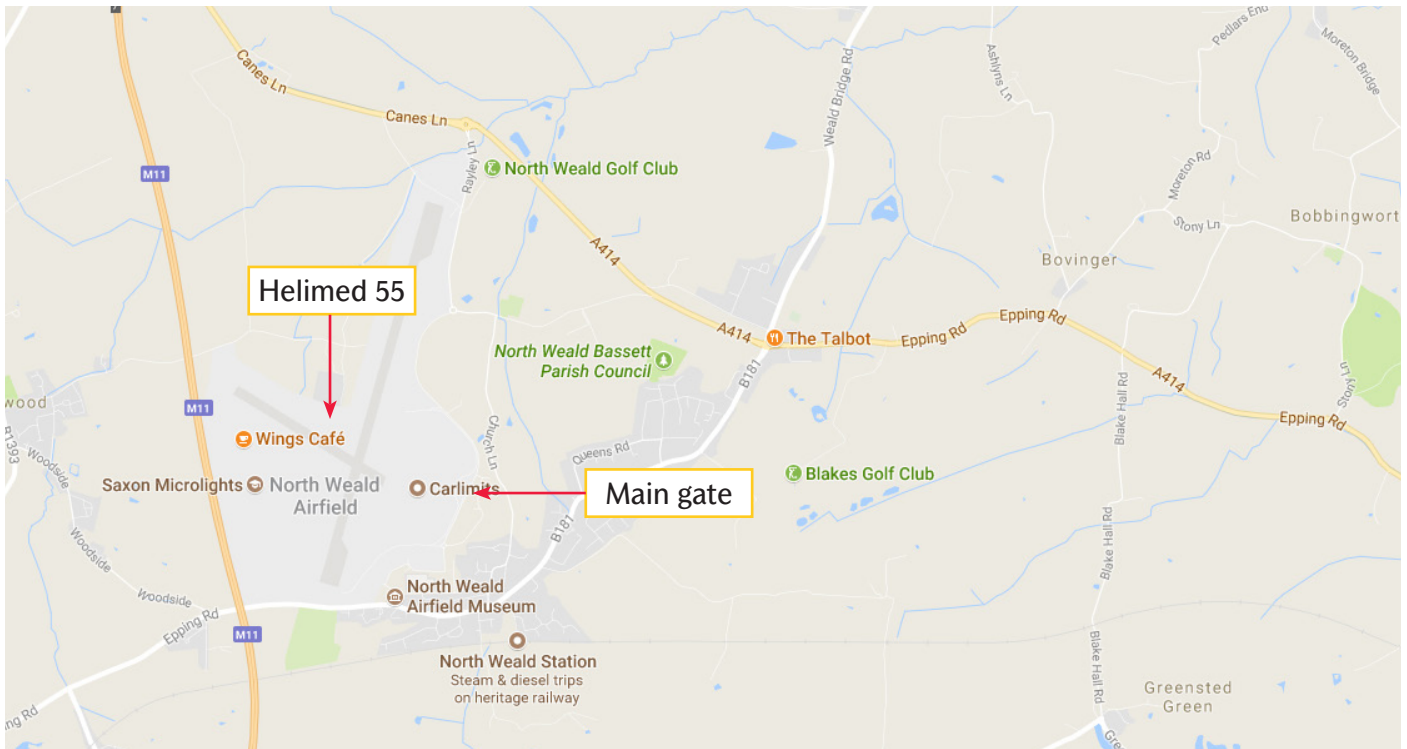 Pedlars End
Moreton Bridge
Ashlyns Ln
Canes Ln
Canes Ln
Weald Bridge Rd
Rayley Ln
North Weald Golf Club
M11
Moreton Rd
Stony Ln
Bobbingwort
A414
Bovinger
Helimed 55
Epping Rd
A414
The Talbot
Epping Rd
North Weald Bassett
Parish Council
B181
A414
Stony Ln
Blake Hall Rd
wood
M11
Epping Rd
B1393
Wings Café
Church Ln
Queens Rd
Woodside
Blakes Golf Club
Saxon Microlights
North Weald
Airfield
Carlimits
Main gate
B181
Woodside
Blake Hall Rd
North Weald
Airfield Museum
Woodside
Epping Rd
M11
North Weald Station
Steam & diesel trips
on heritage railway
Blake Hall Rd
Greensted
Green
ng Rd
Gree